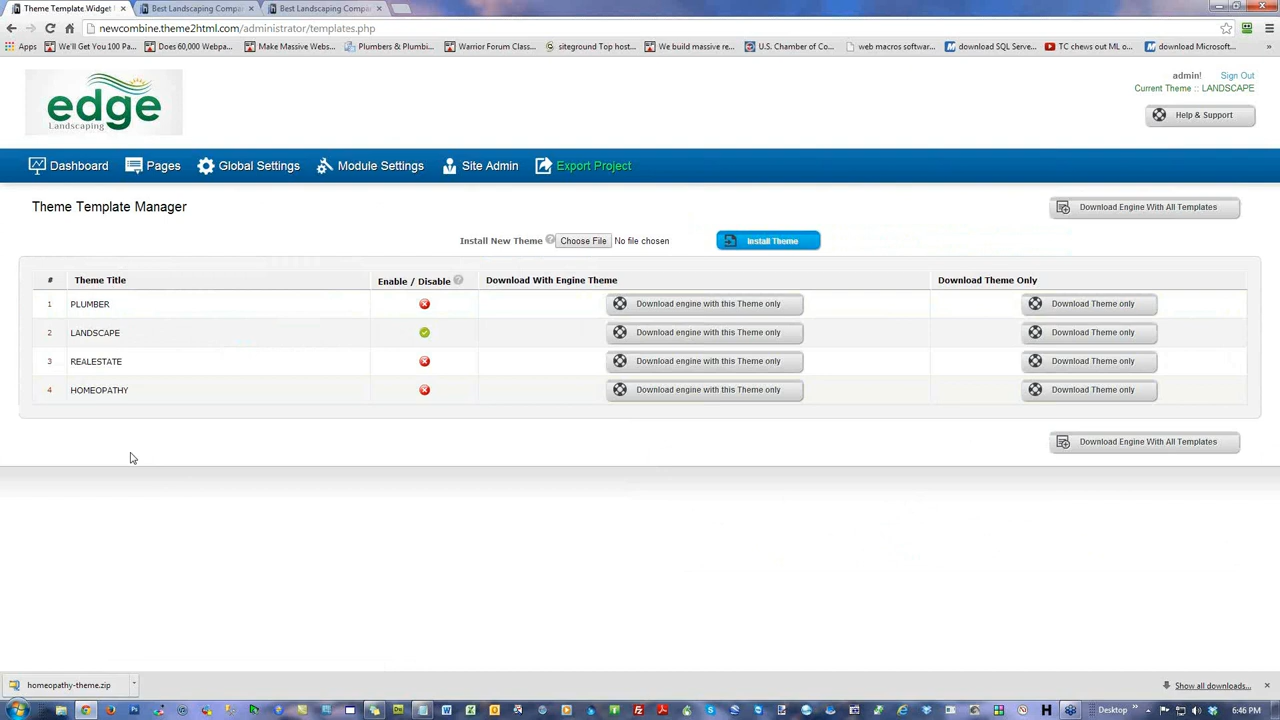 Theme Template Widget
Best Landscaping Compa
Best Landscaping Compan
newcombine.theme2html.com/administrator/templates.php
Apps
We'll Get You 100 Pa...
Does 60,000 Webpa...
Make Massive Webs...
Plumbers & Plumbi...
Warrior Forum Class...
siteground Top host...
We build massive re...
U.S. Chamber of Co...
web macros softwar...
download SQL Serve...
TC chews out ML o...
download Microsoft...
edge
Landscaping
admin!
Sign Out
Current Theme :: LANDSCAPE
Help & Support
Dashboard
Pages
Global Settings
Module Settings
Site Admin
Export Project
Theme Template Manager
Download Engine With All Templates
Install New Theme
Choose File
No file chosen
Install Theme
# Theme Title Enable / Disable Download With Engine Theme Download Theme Only
1 PLUMBER Download engine with this Theme only Download Theme only
2 LANDSCAPE Download engine with this Theme only Download Theme only
3 REALESTATE Download engine with this Theme only Download Theme only
4 HOMEOPATHY Download engine with this Theme only Download Theme only
Download Engine With All Templates
homeopathy-theme.zip
Show all downloads...
Desktop
6:46 PM